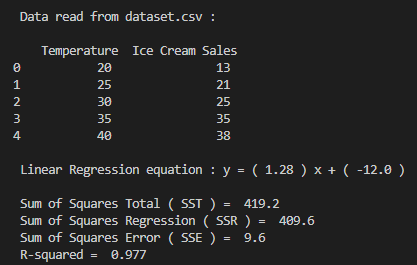 Data read from dataset.csv :
Temperature Ice Cream Sales
0 20 13
1 25 21
2 30 25
3 35 35
4 40 38
Linear Regression equation : y = ( 1.28 ) x + ( -12.0 )
Sum of Squares Total ( SST ) = 419.2
Sum of Squares Regression ( SSR ) = 409.6
Sum of Squares Error ( SSE ) = 9.6
R-squared = 0.977